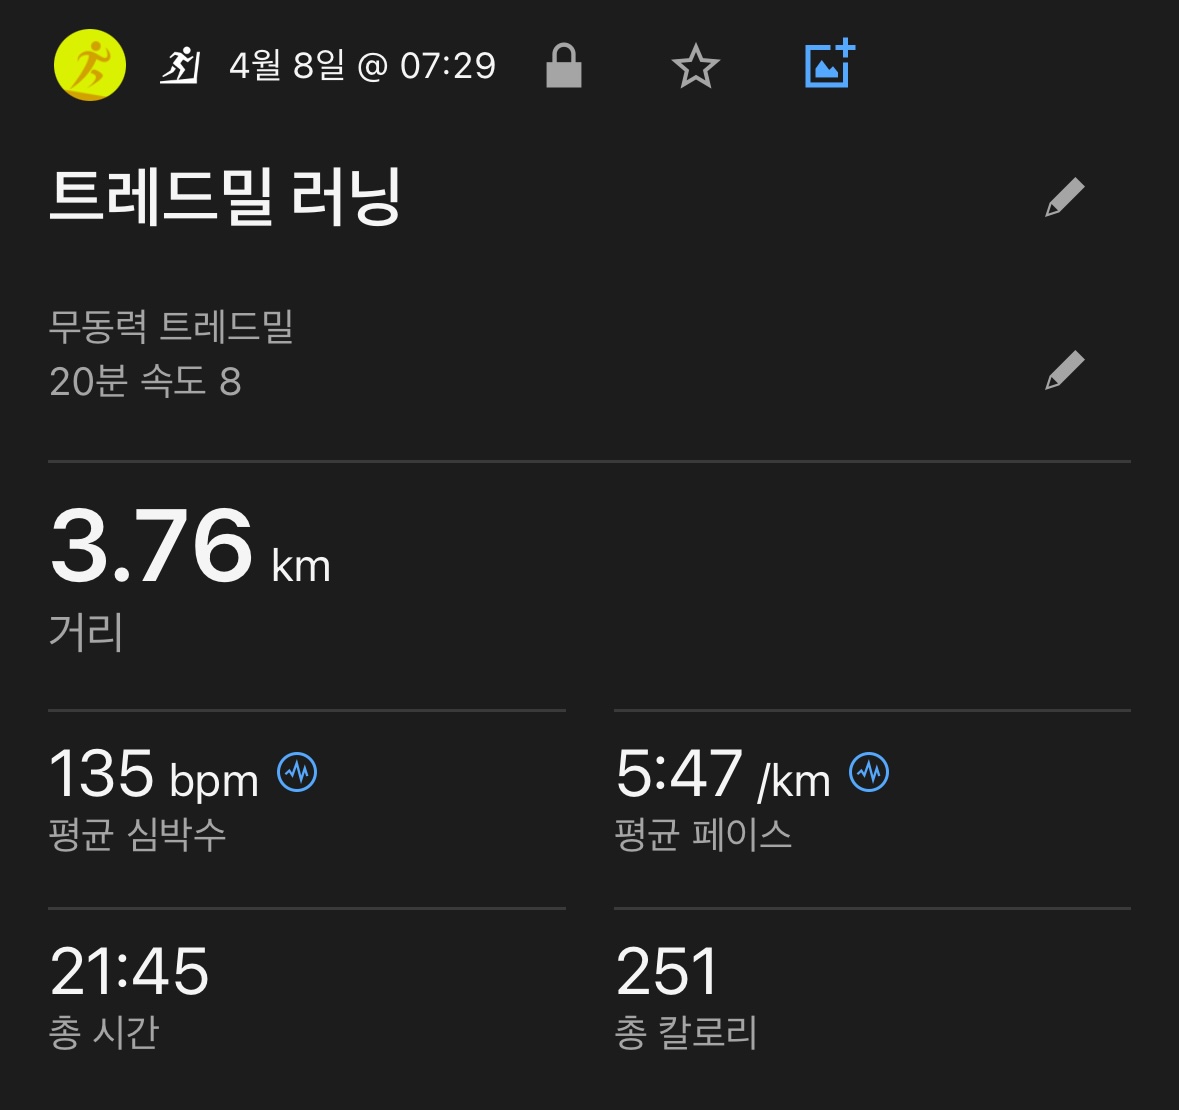 4월 8일 @ 07:29
트레드밀 러닝
무동력 트레드밀
20분 속도 8
3.76 km
거리
135 bpm
평균 심박수
5:47 /km
평균 페이스
21:45
총 시간
251
총 칼로리